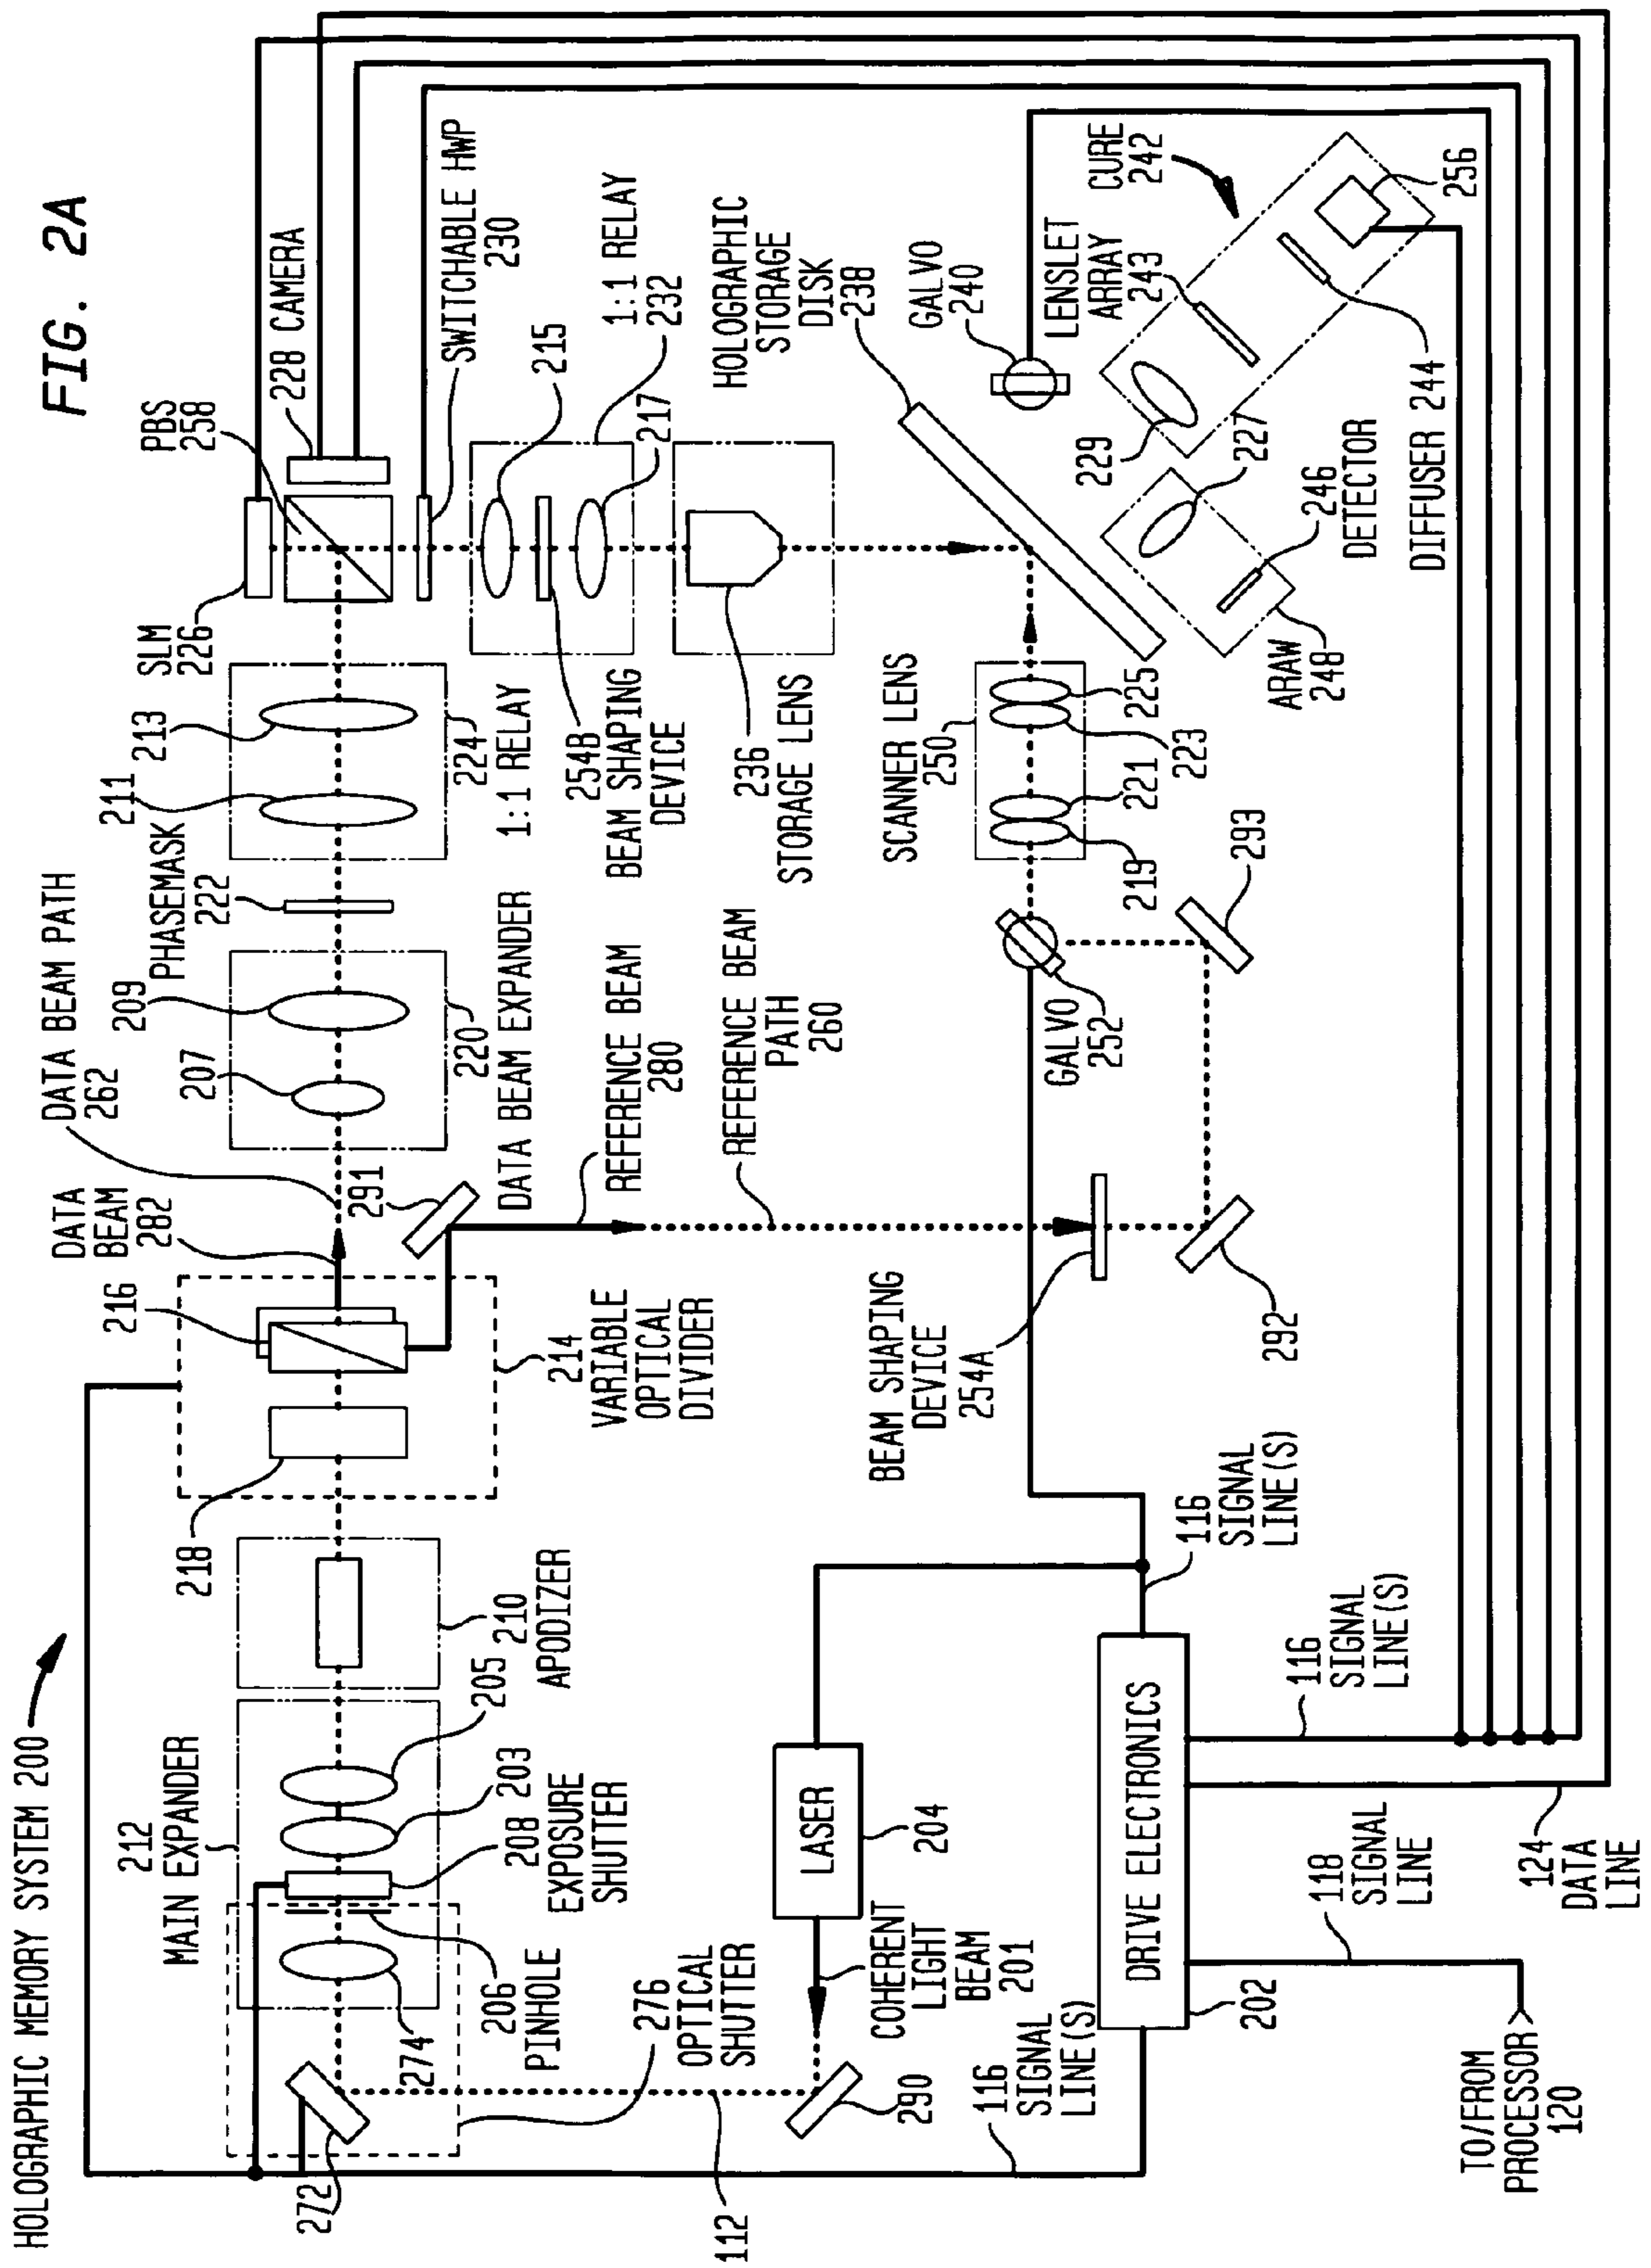 FIG. 2A
HOLOGRAPHIC MEMORY SYSTEM 200
212
MAIN EXPANDER
272
274
206
PINHOLE
276
OPTICAL
SHUTTER
208
EXPOSURE
SHUTTER
203
205
210
APODIZER
218
216
214
VARIABLE
OPTICAL
DIVIDER
DATA
BEAM
282
DATA BEAM PATH
262
291
207
209
220
DATA BEAM EXPANDER
PHASEMASK
222
211
213
224
1:1 RELAY
SLM
226
PBS
258
228 CAMERA
SWITCHABLE HWP
230
215
1:1 RELAY
232
217
254B
BEAM SHAPING
DEVICE
236
STORAGE LENS
HOLOGRAPHIC
STORAGE
DISK
238
REFERENCE BEAM
280
REFERENCE BEAM
PATH
260
BEAM SHAPING
DEVICE
254A
292
293
GALVO
252
SCANNER LENS
250
219
221
223
225
GALVO
240
LENSLET
ARRAY
243
CURE
242
256
229
227
246
DETECTOR
DIFFUSER 244
ARAW
248
LASER
204
COHERENT
LIGHT
BEAM
201
290
112
116
SIGNAL
LINE(S)
DRIVE ELECTRONICS
202
116
SIGNAL
LINE(S)
116
SIGNAL
LINE(S)
118
SIGNAL
LINE
124
DATA
LINE
TO/FROM
PROCESSOR
120